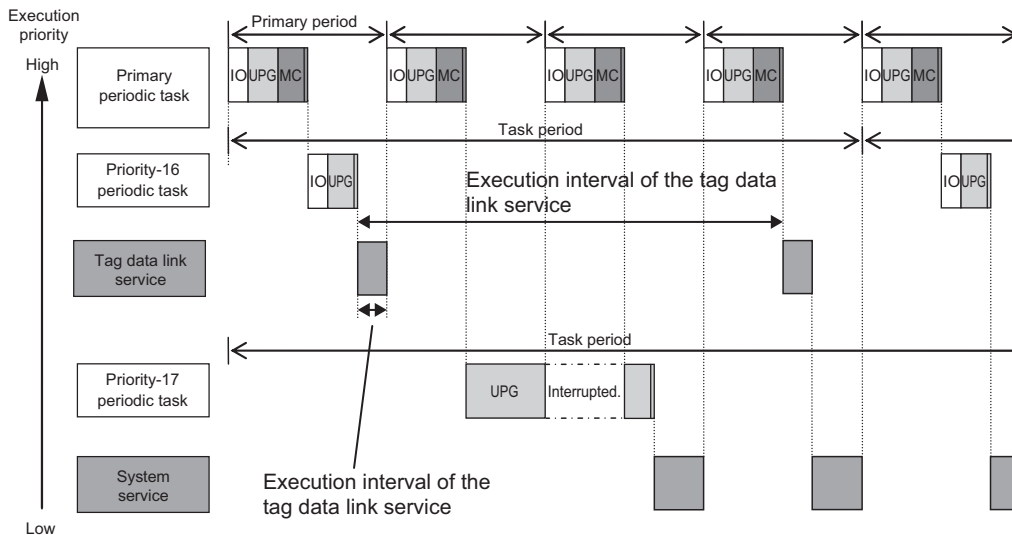 Execution
priority
High
Primary period
Primary
periodic task
IO UPG MC
IO UPG MC
IO UPG MC
IO UPG MC
IO UPG MC
Task period
Priority-16
periodic task
IO UPG
Execution interval of the tag data
link service
IO UPG
Tag data link
service
Task period
Priority-17
periodic task
UPG
Interrupted.
Execution interval of the
tag data link service
System
service
Low